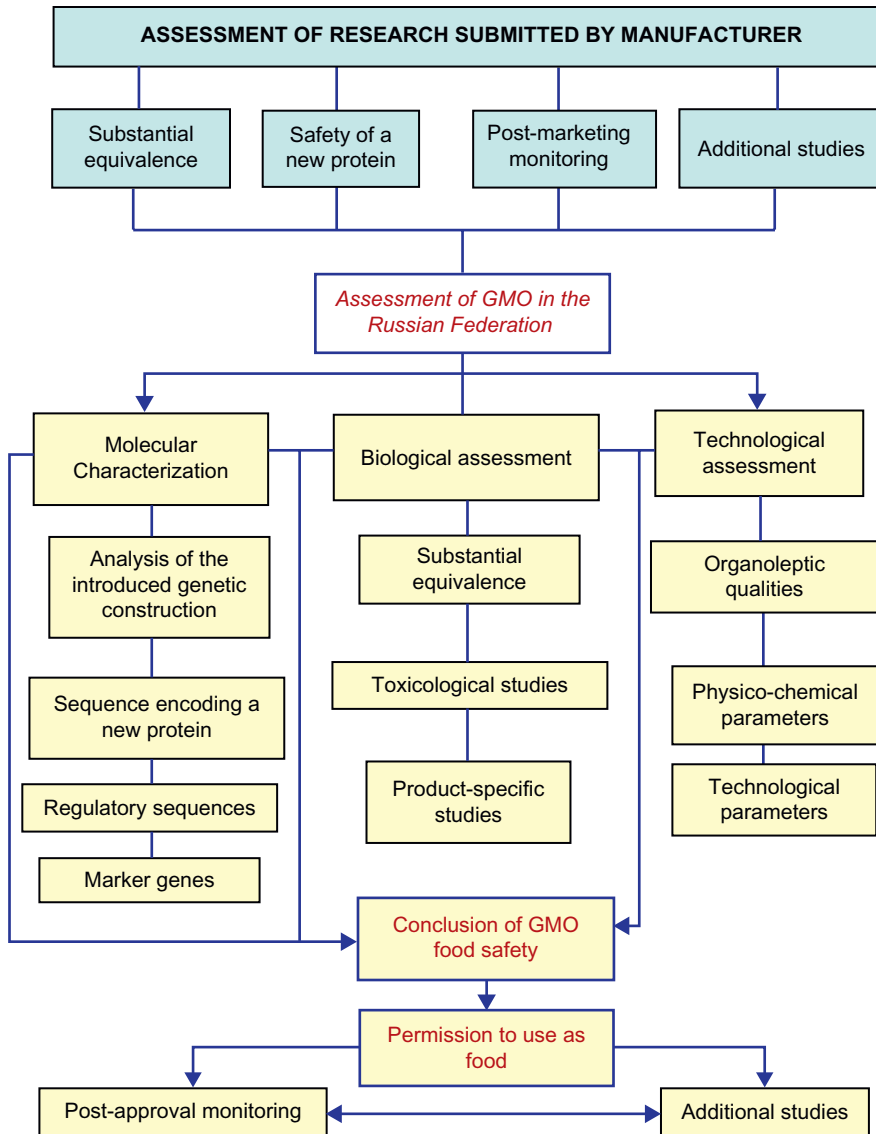 ASSESSMENT OF RESEARCH SUBMITTED BY MANUFACTURER
Substantial
equivalence
Safety of a
new protein
Post-marketing
monitoring
Additional studies
Assessment of GMO in the
Russian Federation
Molecular
Characterization
Biological assessment
Technological
assessment
Analysis of the
introduced genetic
construction
Substantial
equivalence
Organoleptic
qualities
Sequence encoding a
new protein
Toxicological studies
Physico-chemical
parameters
Regulatory sequences
Product-specific
studies
Technological
parameters
Marker genes
Conclusion of GMO
food safety
Permission to use as
food
Post-approval monitoring
Additional studies